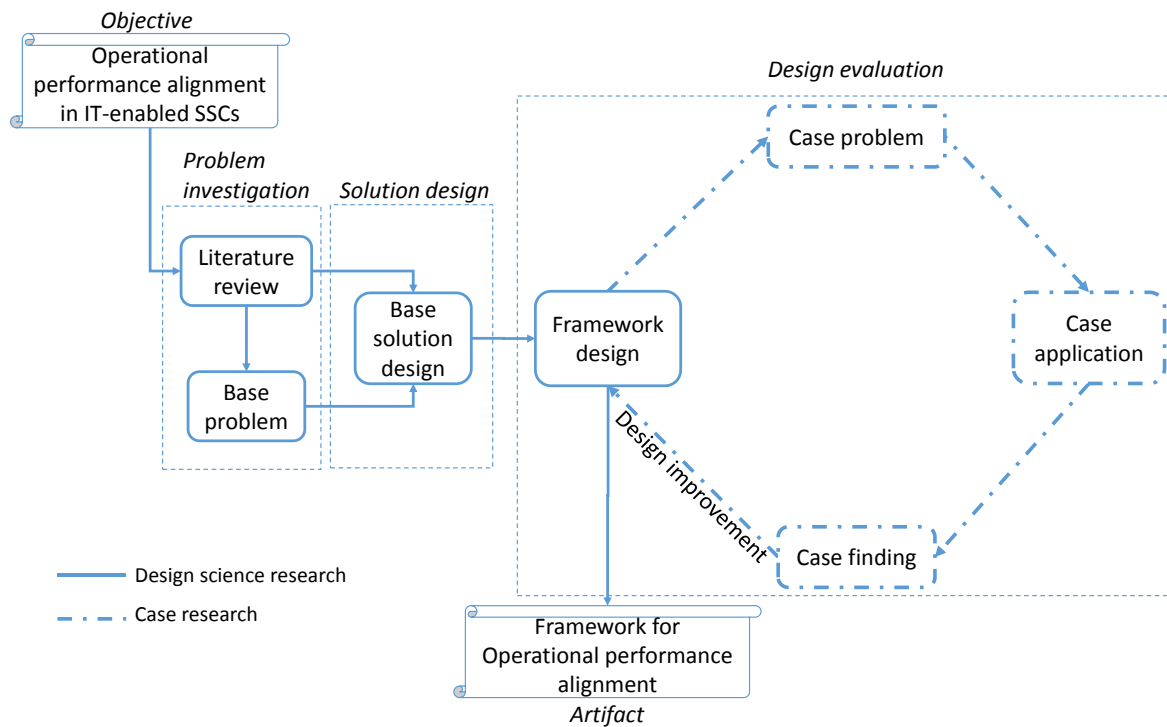 Objective
Operational
performance alignment
in IT-enabled SSCs
Problem
investigation
Solution design
Design evaluation
Literature
review
Base
problem
Base
solution
design
Framework
design
Case problem
Case
application
Case finding
Design improvement
Design science research
Case research
Framework for
Operational performance
alignment
Artifact